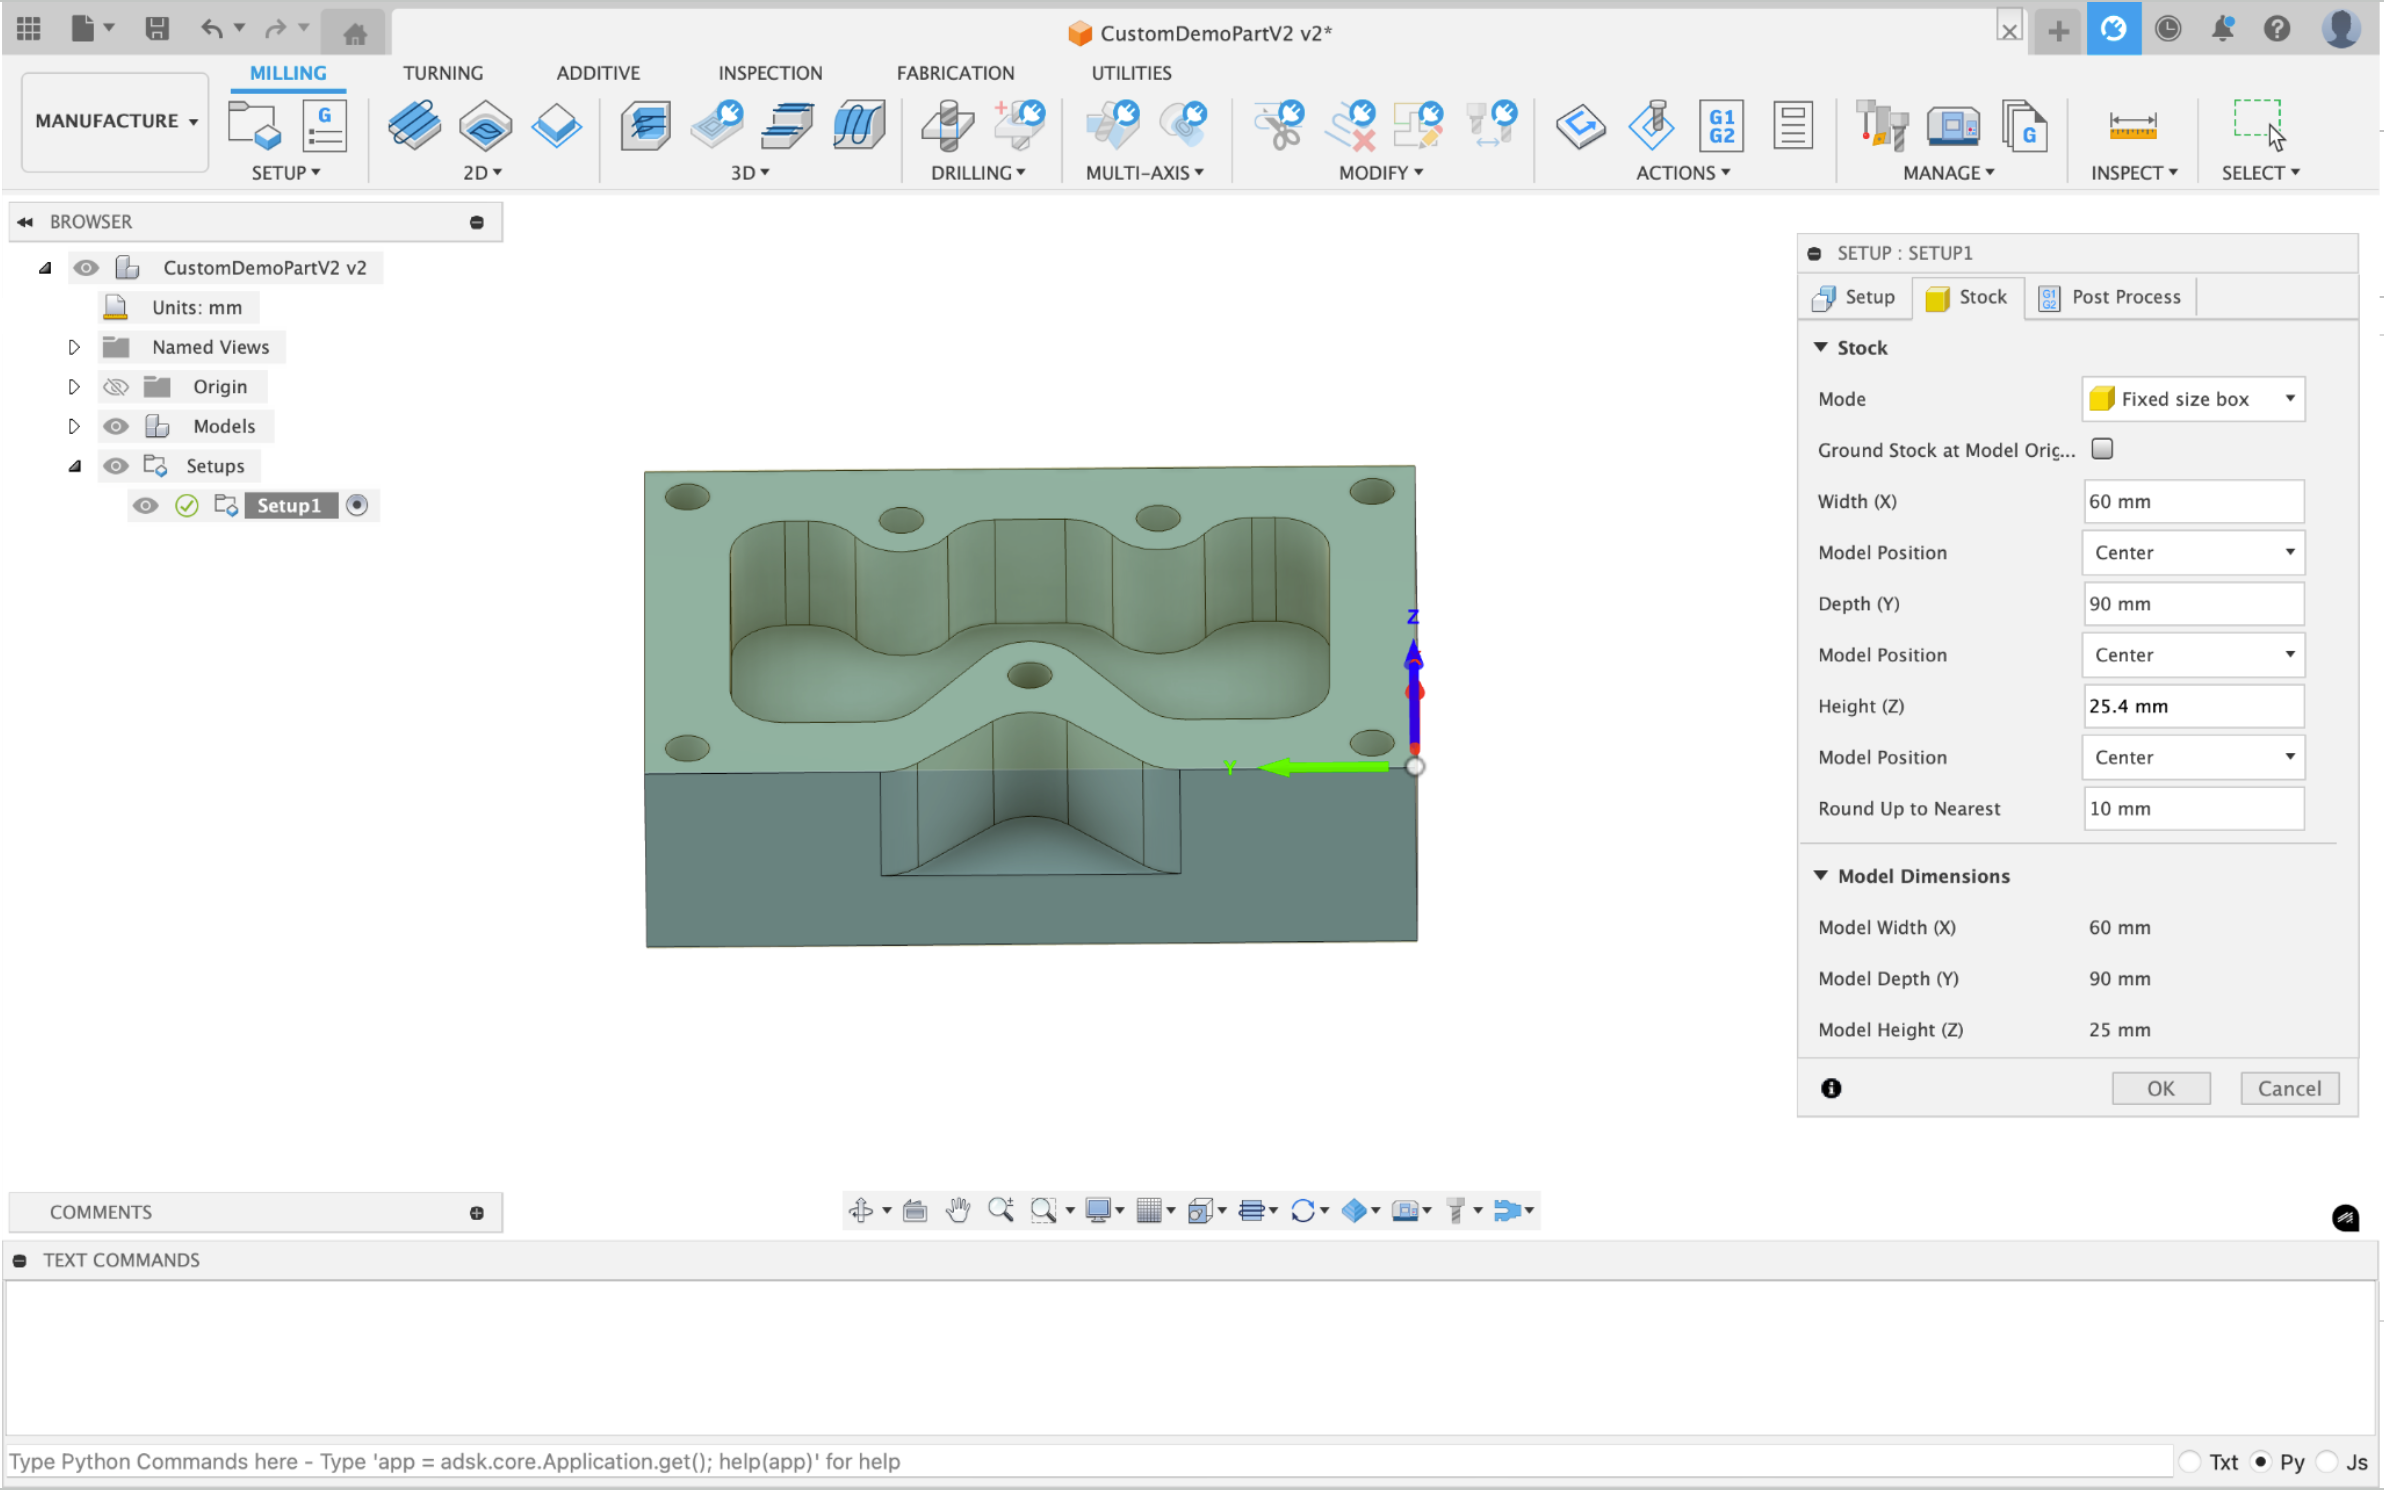 CustomDemoPartV2 v2*
MILLING TURNING ADDITIVE INSPECTION FABRICATION UTILITIES
MANUFACTURE
G
G1
G2
G
SETUP 2D 3D DRILLING MULTI-AXIS MODIFY ACTIONS MANAGE INSPECT SELECT
BROWSER
CustomDemoPartV2 v2
Units: mm
Named Views
Origin
Models
Setups
Setup1
Z
Y
SETUP : SETUP1
Setup Stock G1 G2 Post Process
Stock
Mode Fixed size box
Ground Stock at Model Orig...
Width (X) 60 mm
Model Position Center
Depth (Y) 90 mm
Model Position Center
Height (Z) 25.4 mm
Model Position Center
Round Up to Nearest 10 mm
Model Dimensions
Model Width (X) 60 mm
Model Depth (Y) 90 mm
Model Height (Z) 25 mm
OK Cancel
COMMENTS
TEXT COMMANDS
Type Python Commands here - Type 'app = adsk.core.Application.get(); help(app)' for help
Txt Py Js